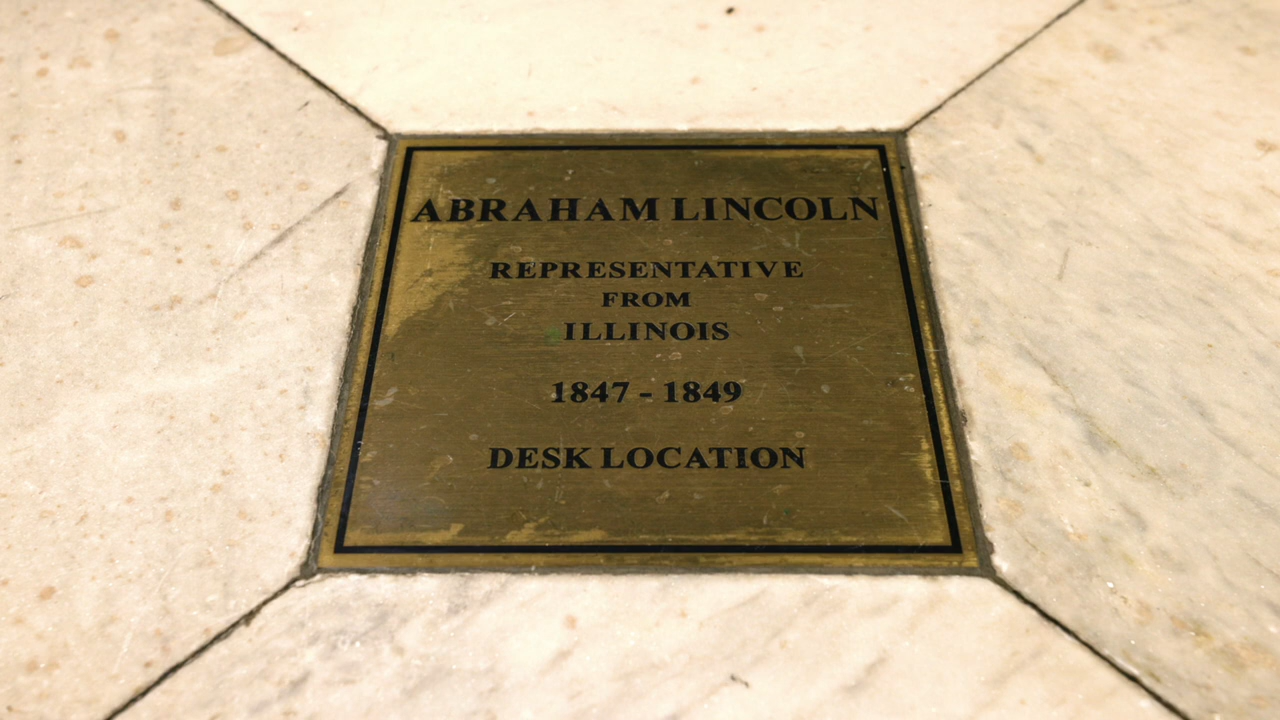 ABRAHAM LINCOLN
REPRESENTATIVE
FROM
ILLINOIS
1847 - 1849
DESK LOCATION